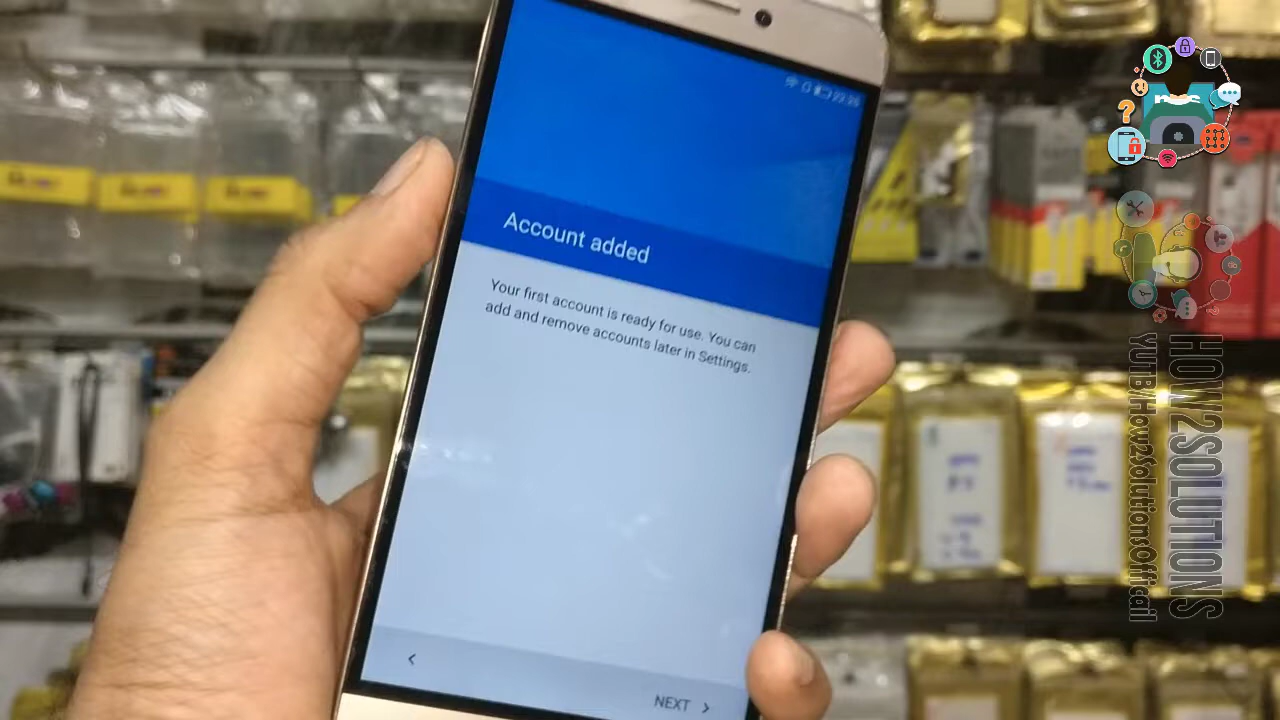 Account added
Your first account is ready for use. You can
add and remove accounts later in Settings.
NEXT
HOW2SOLUTIONS
YUTB/How2SolutionsOfficail